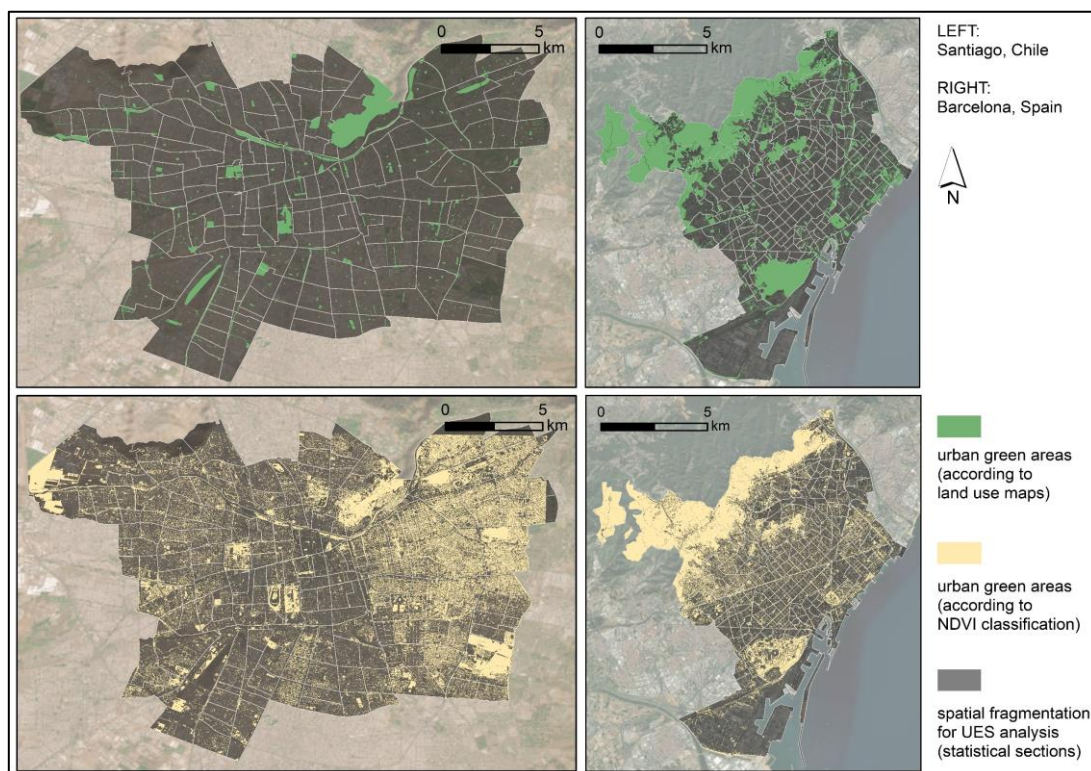 0 5
km
0 5
km
LEFT:
Santiago, Chile
RIGHT:
Barcelona, Spain
N
0 5
km
0 5
km
urban green areas
(according to
land use maps)
urban green areas
(according to
NDVI classification)
spatial fragmentation
for UES analysis
(statistical sections)